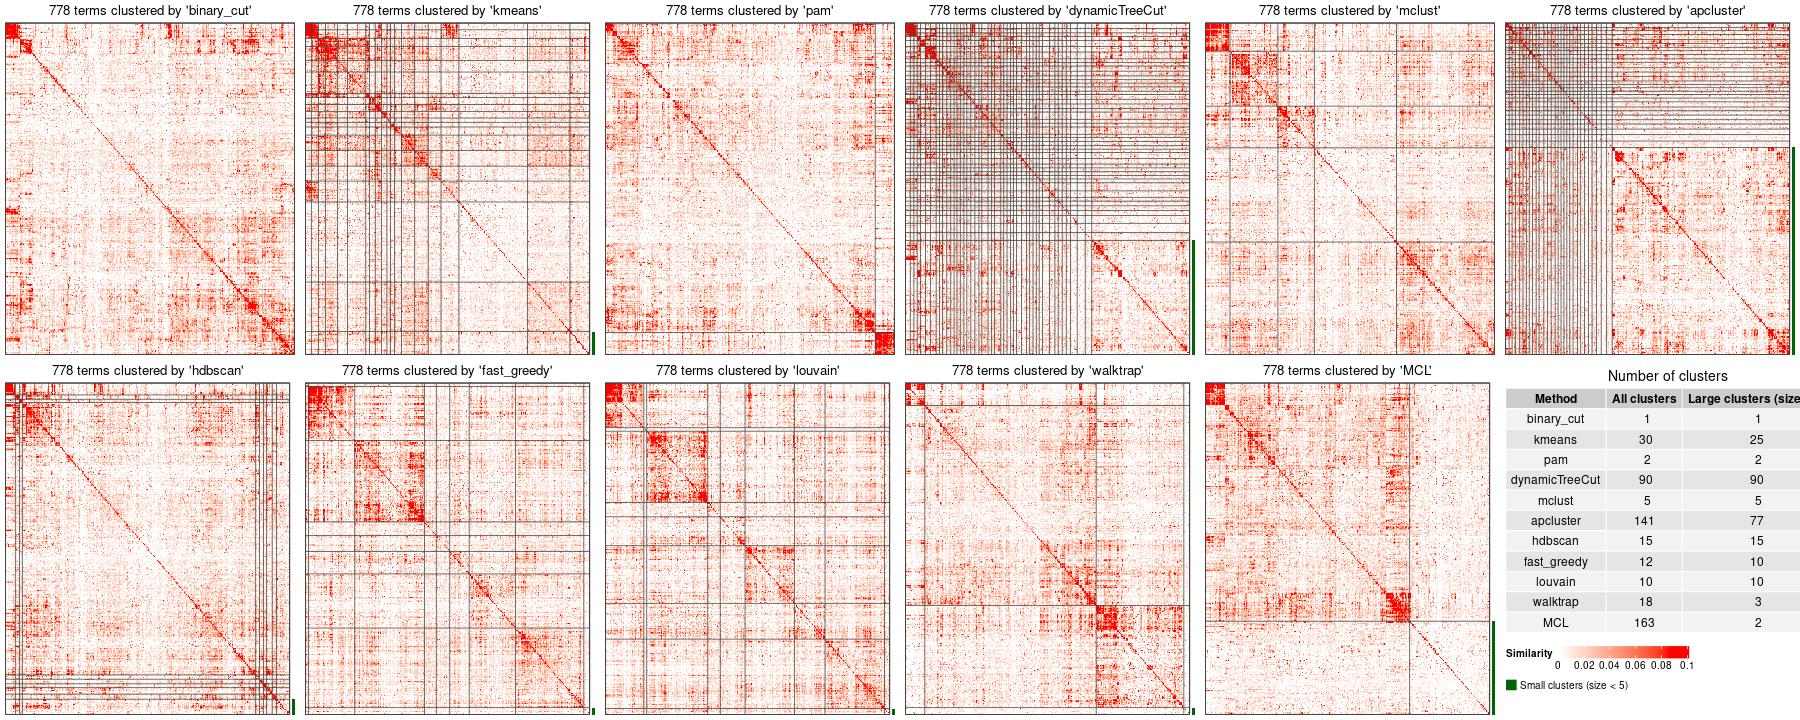 778 terms clustered by 'binary_cut'
778 terms clustered by 'kmeans'
778 terms clustered by 'pam'
778 terms clustered by 'dynamicTreeCut'
778 terms clustered by 'mclust'
778 terms clustered by 'apcluster'
778 terms clustered by 'hdbscan'
778 terms clustered by 'fast_greedy'
778 terms clustered by 'louvain'
778 terms clustered by 'walktrap'
778 terms clustered by 'MCL'
Number of clusters
Method All clusters Large clusters (size
binary_cut 1 1
kmeans 30 25
pam 2 2
dynamicTreeCut 90 90
mclust 5 5
apcluster 141 77
hdbscan 15 15
fast_greedy 12 10
louvain 10 10
walktrap 18 3
MCL 163 2
Similarity
0 0.02 0.04 0.06 0.08 0.1
Small clusters (size < 5)